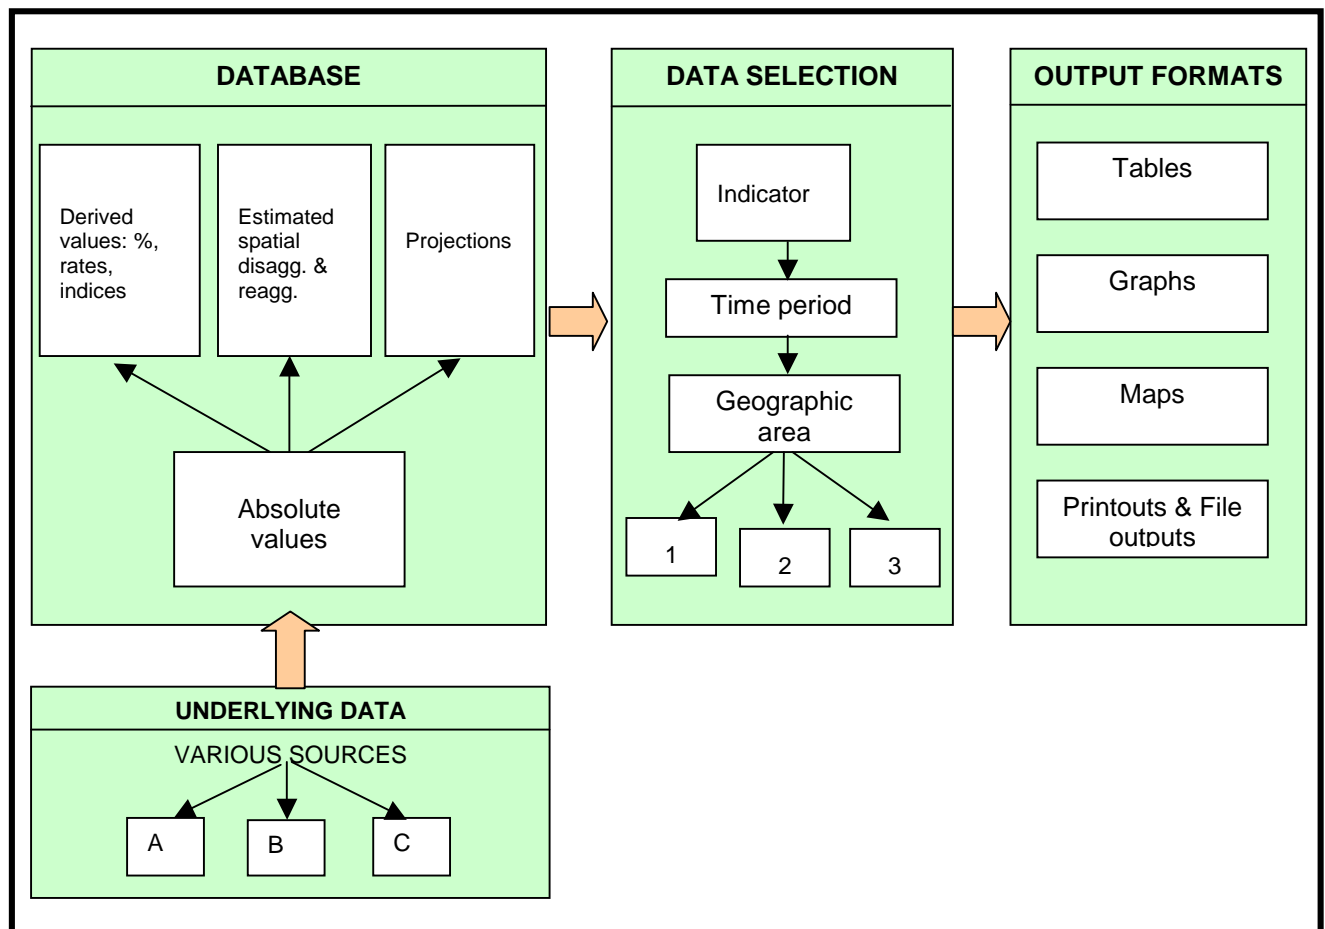 DATABASE
Derived
values: %,
rates,
indices
Estimated
spatial
disagg. &
reagg.
Projections
Absolute
values
DATA SELECTION
Indicator
Time period
Geographic
area
1
2
3
OUTPUT FORMATS
Tables
Graphs
Maps
Printouts & File
outputs
UNDERLYING DATA
VARIOUS SOURCES
A
B
C